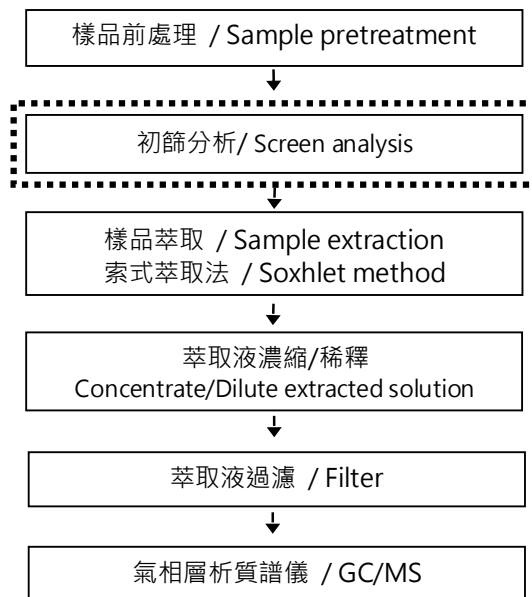 樣品前處理 / Sample pretreatment
初篩分析/ Screen analysis
樣品萃取 / Sample extraction
索式萃取法 / Soxhlet method
萃取液濃縮/稀釋
Concentrate/Dilute extracted solution
萃取液過濾 / Filter
氣相層析質譜儀 / GC/MS